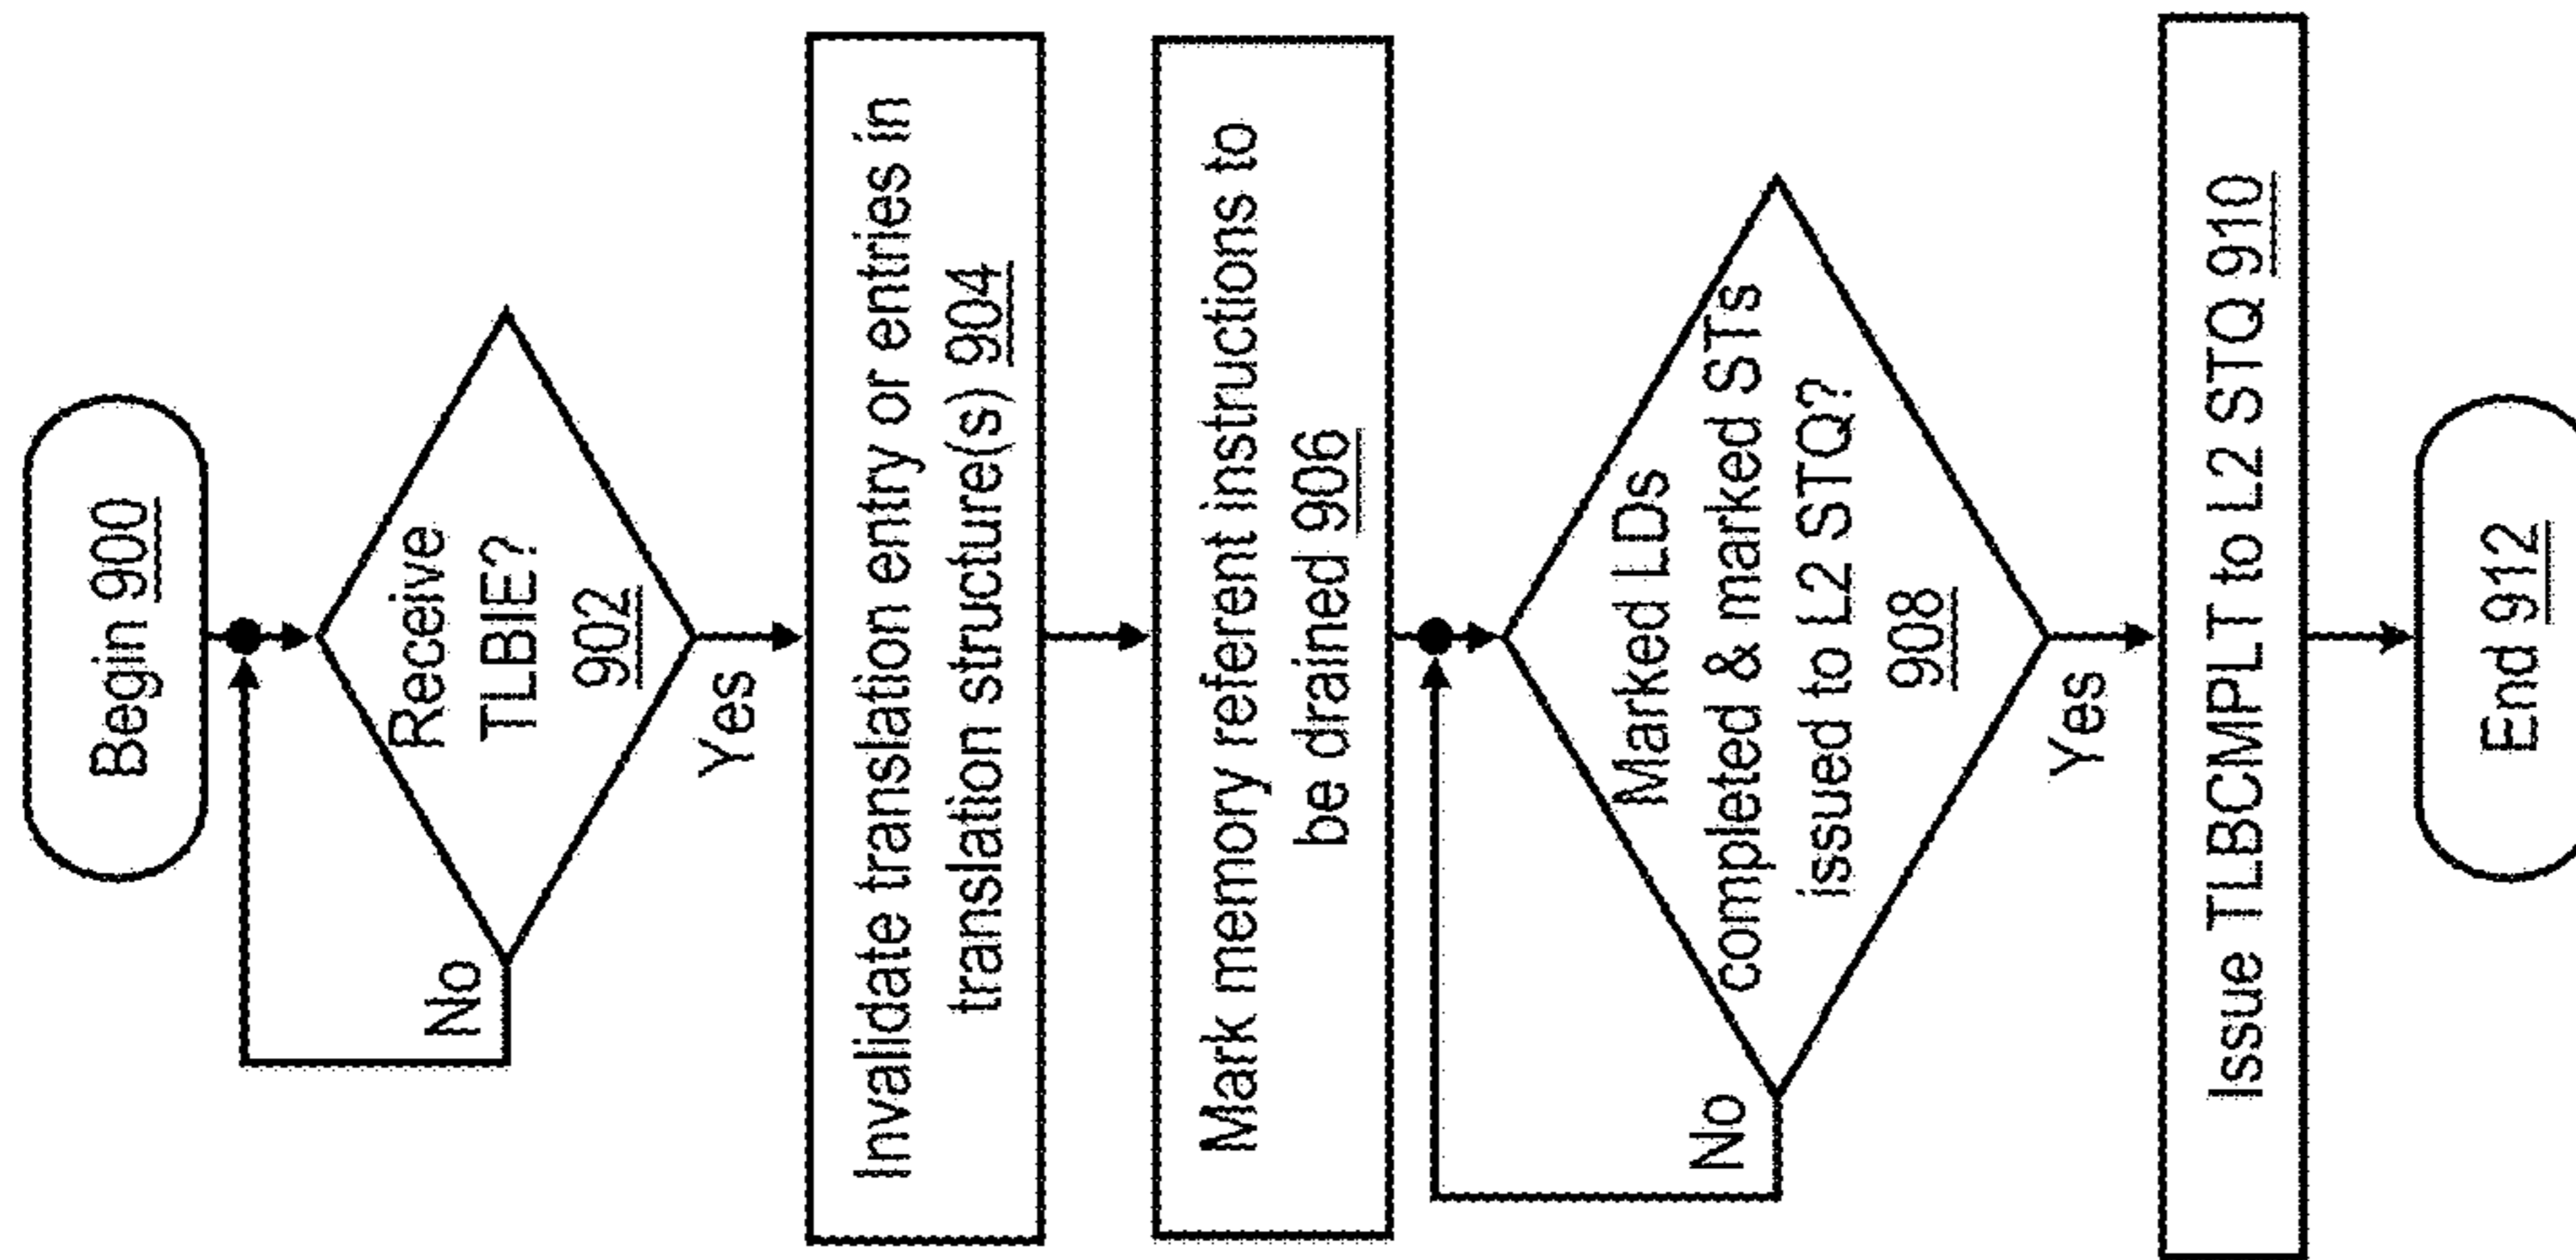 Begin 900
Receive
TLBIE?
902
No
Yes
Invalidate translation entry or entries in
translation structure(s) 904
Mark memory referent instructions to
be drained 906
Marked LDs
completed & marked STs
issued to L2 STQ?
908
No
Yes
Issue TLBCMPLT to L2 STQ 910
End 912